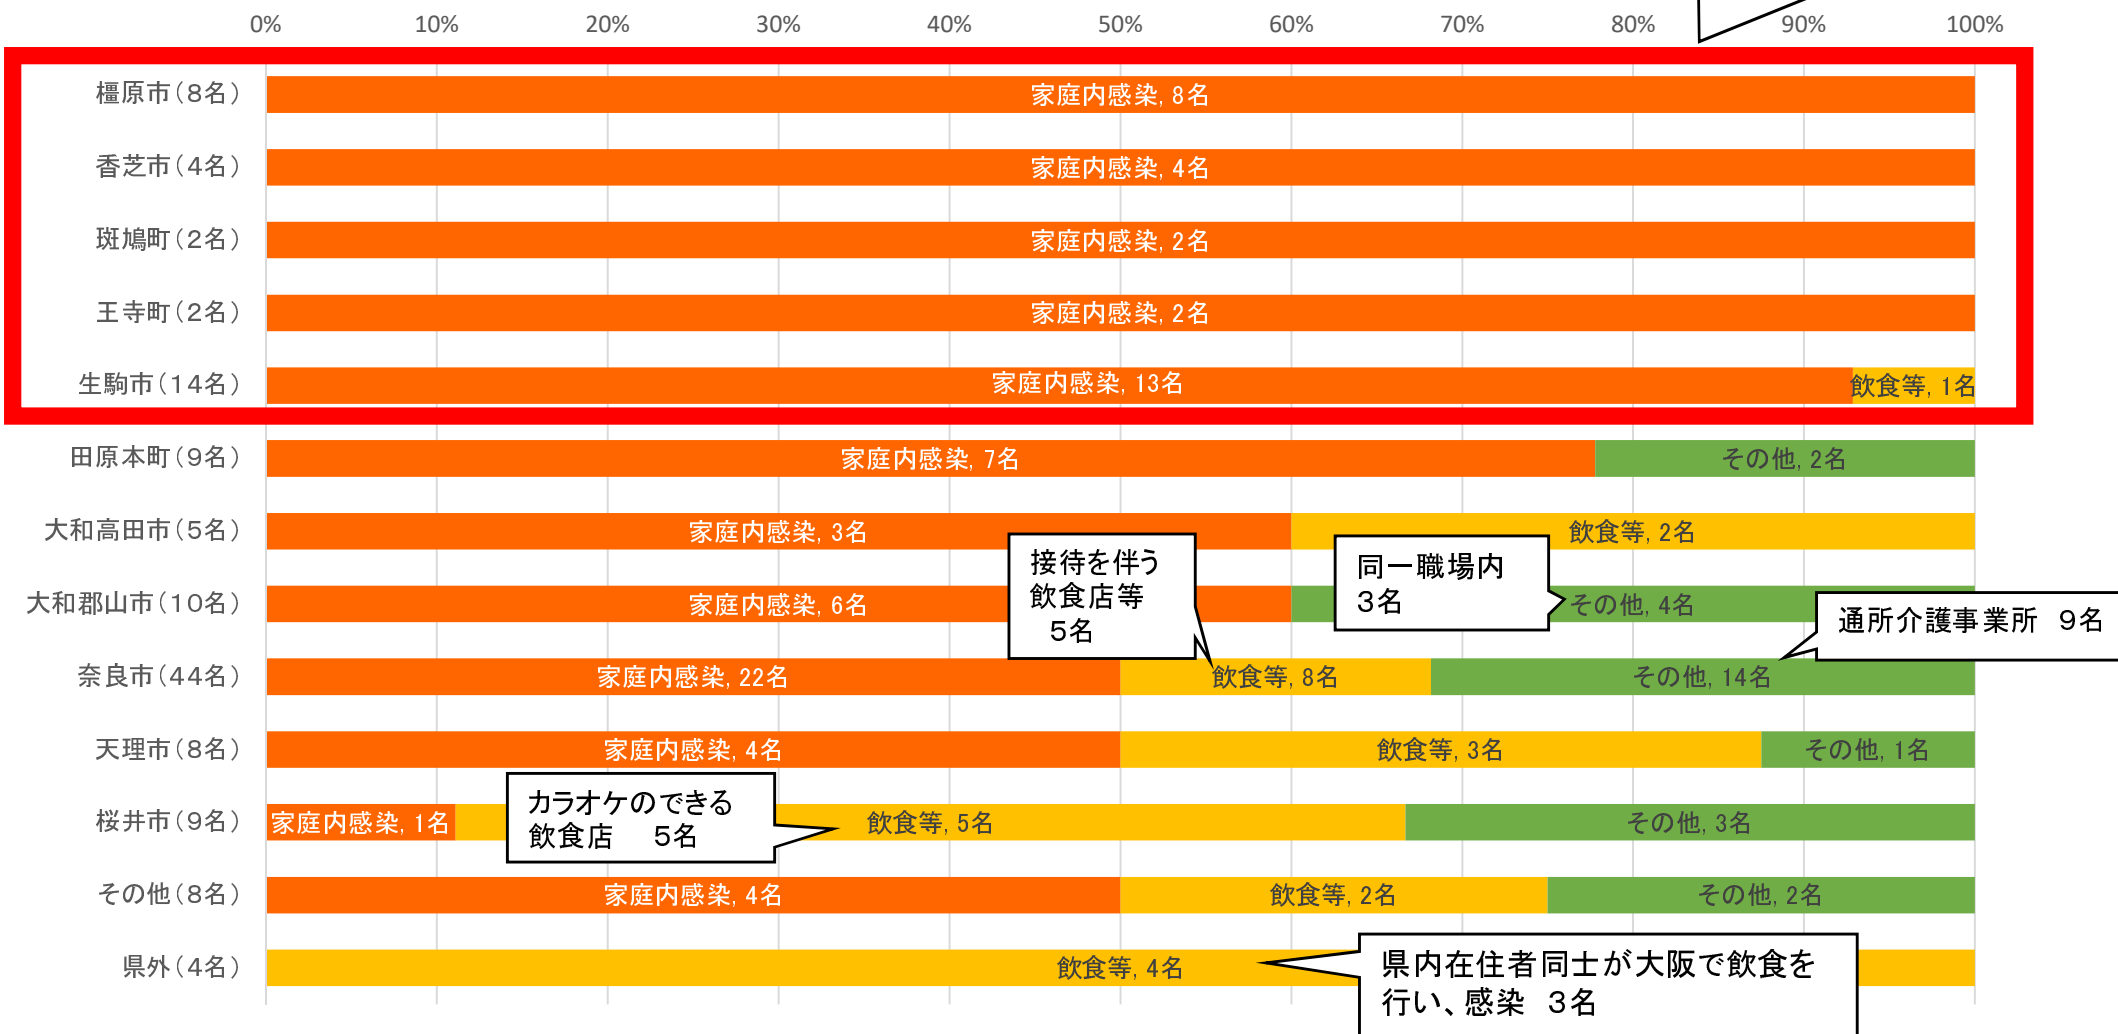 0% 10% 20% 30% 40% 50% 60% 70% 80% 90% 100%
橿原市(8名) 家庭内感染, 8名
香芝市(4名) 家庭内感染, 4名
斑鳩町(2名) 家庭内感染, 2名
王寺町(2名) 家庭内感染, 2名
生駒市(14名) 家庭内感染, 13名 飲食等, 1名
田原本町(9名) 家庭内感染, 7名 その他, 2名
大和高田市(5名) 家庭内感染, 3名 飲食等, 2名
接待を伴う
飲食店等
5名
同一職場内
3名
大和郡山市(10名) 家庭内感染, 6名 その他, 4名
通所介護事業所 9名
奈良市(44名) 家庭内感染, 22名 飲食等, 8名 その他, 14名
天理市(8名) 家庭内感染, 4名 飲食等, 3名 その他, 1名
カラオケのできる
飲食店 5名
桜井市(9名) 家庭内感染, 1名 飲食等, 5名 その他, 3名
その他(8名) 家庭内感染, 4名 飲食等, 2名 その他, 2名
県外(4名) 飲食等, 4名
県内在住者同士が大阪で飲食を
行い、感染 3名